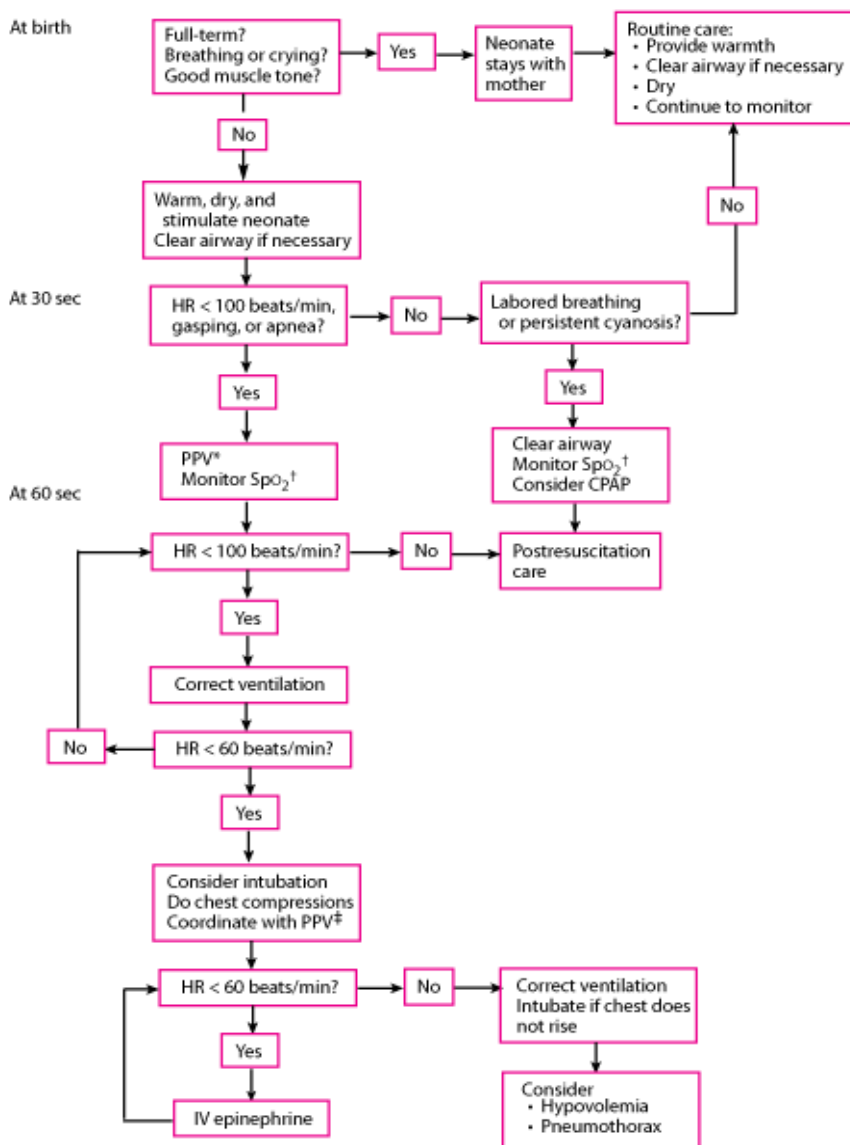 At birth
Full-term?
Breathing or crying?
Good muscle tone?
Yes
Neonate
stays with
mother
Routine care:
• Provide warmth
• Clear airway if necessary
• Dry
• Continue to monitor
No
Warm, dry, and
stimulate neonate
Clear airway if necessary
No
At 30 sec
HR < 100 beats/min,
gasping, or apnea?
No
Labored breathing
or persistent cyanosis?
Yes
Yes
PPV*
Monitor SpO₂†
Clear airway
Monitor SpO₂†
Consider CPAP
At 60 sec
HR < 100 beats/min?
No
Postresuscitation
care
Yes
Correct ventilation
No
HR < 60 beats/min?
Yes
Consider intubation
Do chest compressions
Coordinate with PPV‡
HR < 60 beats/min?
No
Correct ventilation
Intubate if chest does
not rise
Yes
IV epinephrine
Consider
• Hypovolemia
• Pneumothorax